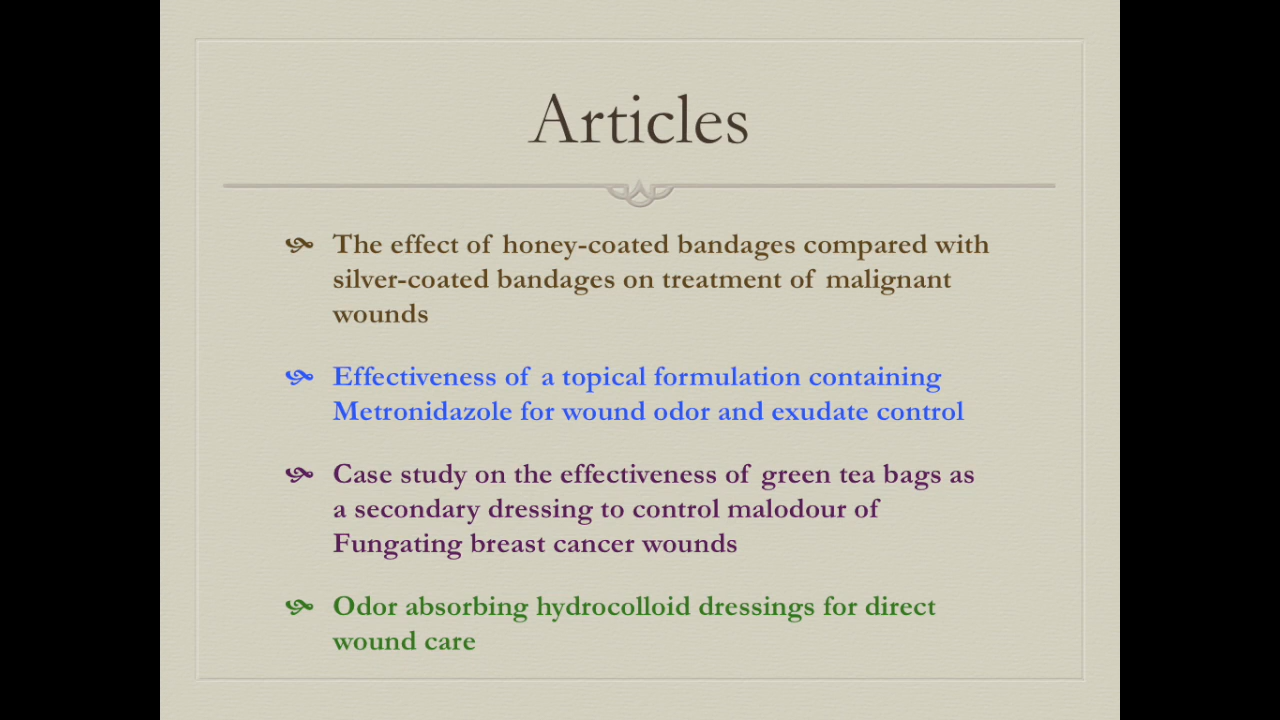 Articles
The effect of honey-coated bandages compared with
silver-coated bandages on treatment of malignant
wounds
Effectiveness of a topical formulation containing
Metronidazole for wound odor and exudate control
Case study on the effectiveness of green tea bags as
a secondary dressing to control malodour of
Fungating breast cancer wounds
Odor absorbing hydrocolloid dressings for direct
wound care